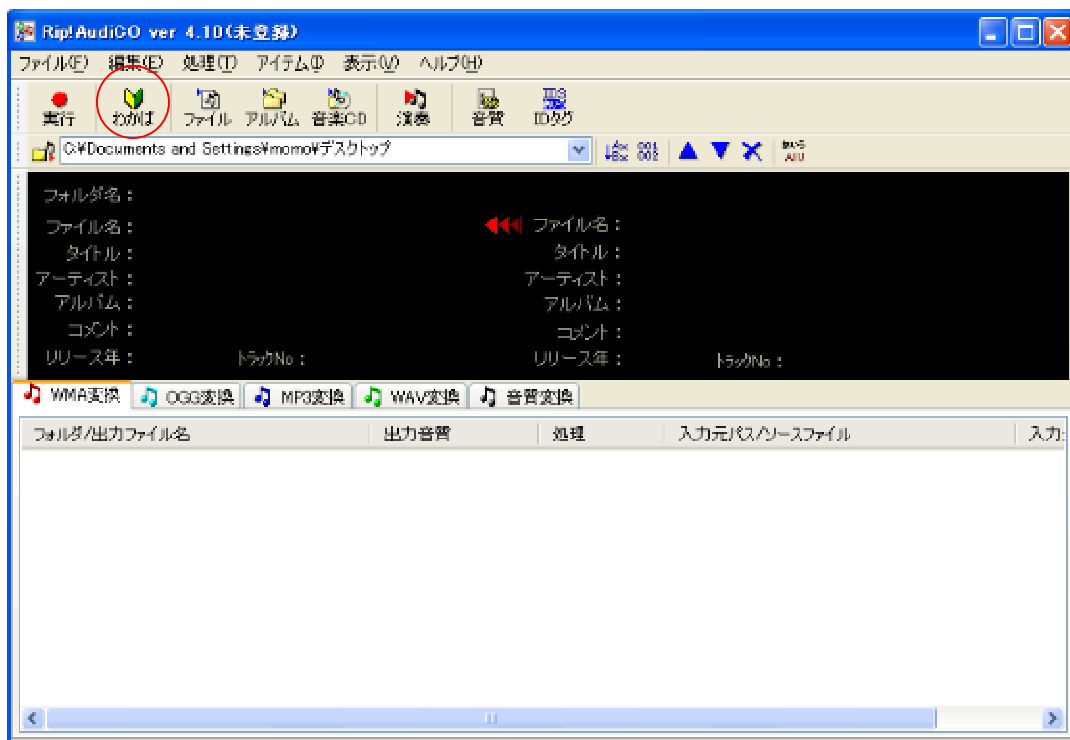 Rip!AudiCO ver 4.10(未登録)
ファイル(F) 編集(E) 処理(T) アイテム(I) 表示(V) ヘルプ(H)
実行 わかば ファイル アルバム 音楽CD 演奏 音質 IDタグ
C:¥Documents and Settings¥momo¥デスクトップ
フォルダ名:
ファイル名: ファイル名:
タイトル: タイトル:
アーティスト: アーティスト:
アルバム: アルバム:
コメント: コメント:
リリース年: トラックNo: リリース年: トラックNo:
WMA変換 OGG変換 MP3変換 WAV変換 音質変換
フォルダ/出力ファイル名 出力音質 処理 入力元パス/ソースファイル 入力